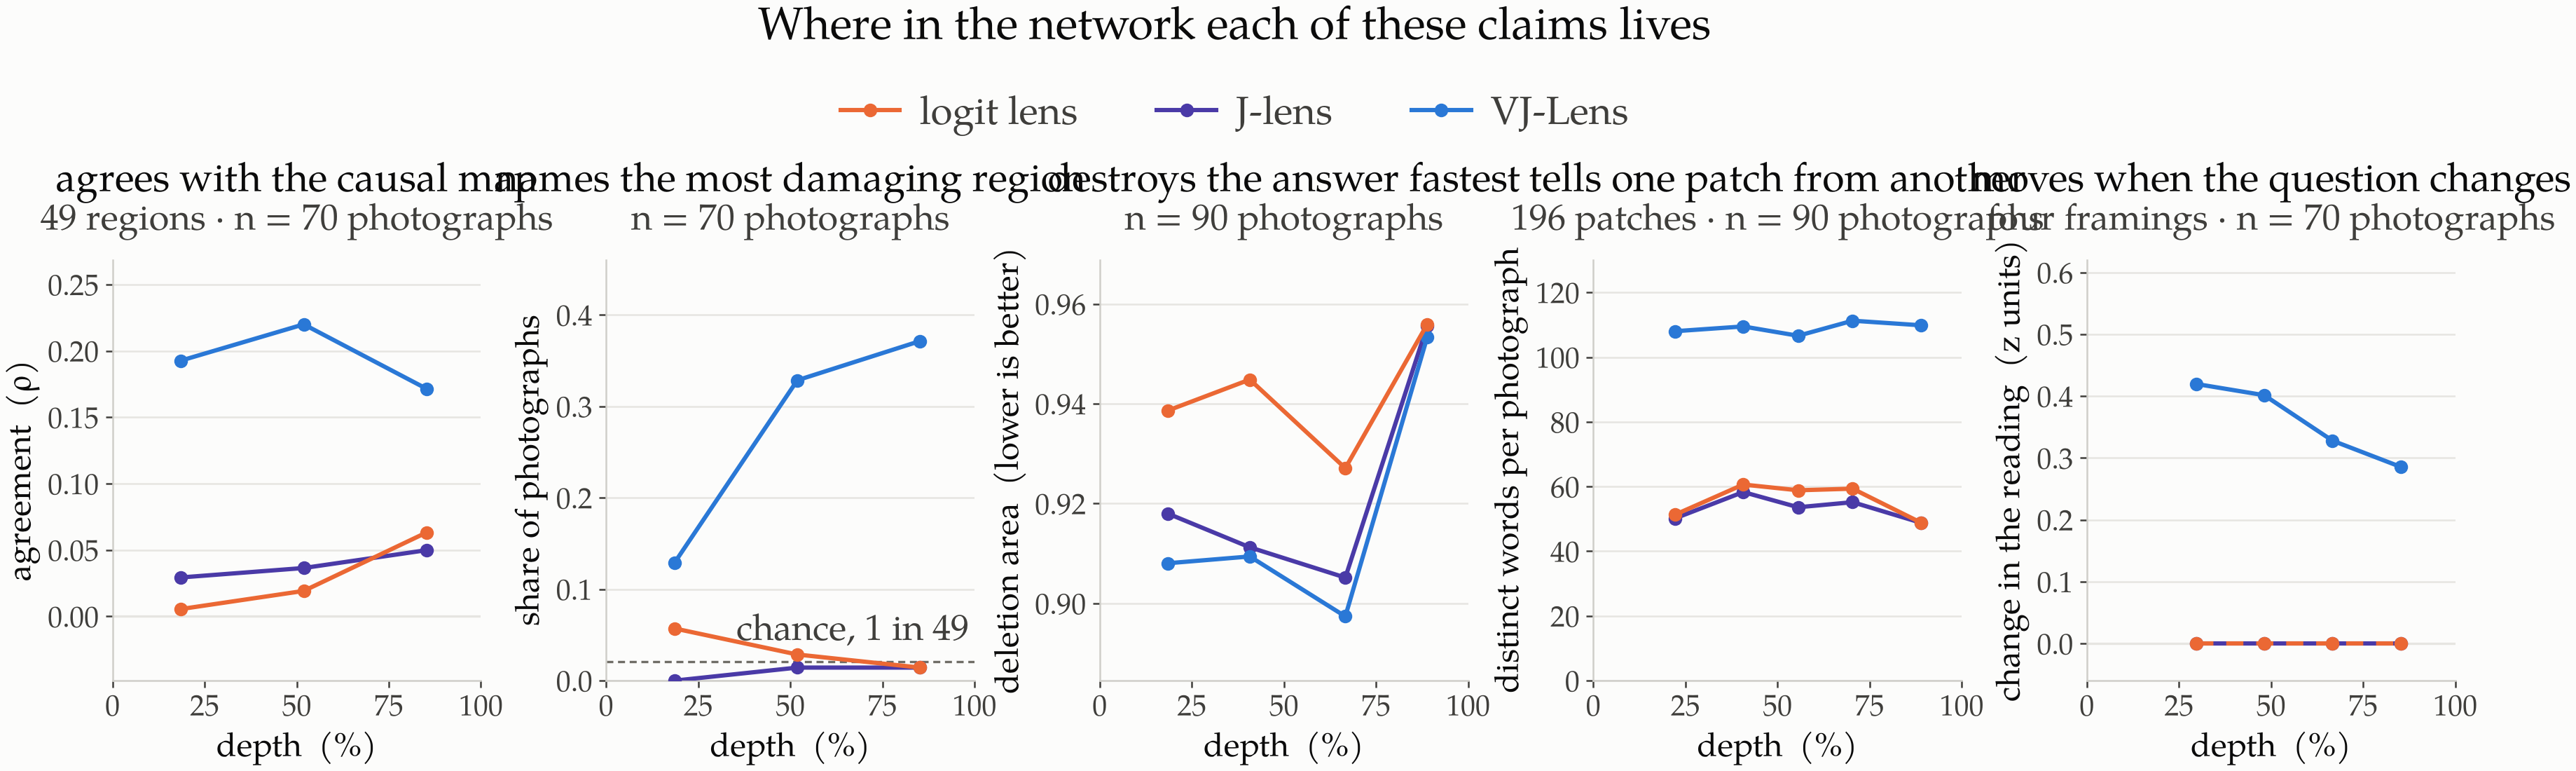 Where in the network each of these claims lives
logit lens
J-lens
VJ-Lens
agrees with the causal map
49 regions · n = 70 photographs
0.25
0.20
0.15
0.10
0.05
0.00
agreement (ρ)
0 25 50 75 100
depth (%)
names the most damaging region
n = 70 photographs
0.4
0.3
0.2
0.1
0.0
share of photographs
chance, 1 in 49
0 25 50 75 100
depth (%)
destroys the answer fastest
n = 90 photographs
0.96
0.94
0.92
0.90
deletion area (lower is better)
0 25 50 75 100
depth (%)
tells one patch from another
196 patches · n = 90 photographs
120
100
80
60
40
20
0
distinct words per photograph
0 25 50 75 100
depth (%)
moves when the question changes
four framings · n = 70 photographs
0.6
0.5
0.4
0.3
0.2
0.1
0.0
change in the reading (z units)
0 25 50 75 100
depth (%)